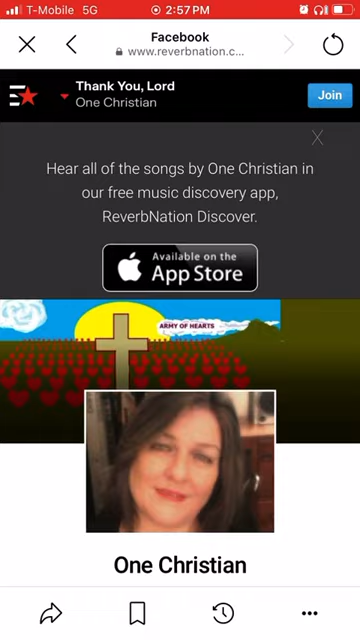 T-Mobile 5G
2:57PM
Facebook
www.reverbnation.c...
Thank You, Lord
One Christian
Join
X
Hear all of the songs by One Christian in
our free music discovery app,
ReverbNation Discover.
Available on the
App Store
ARMY OF HEARTS
One Christian